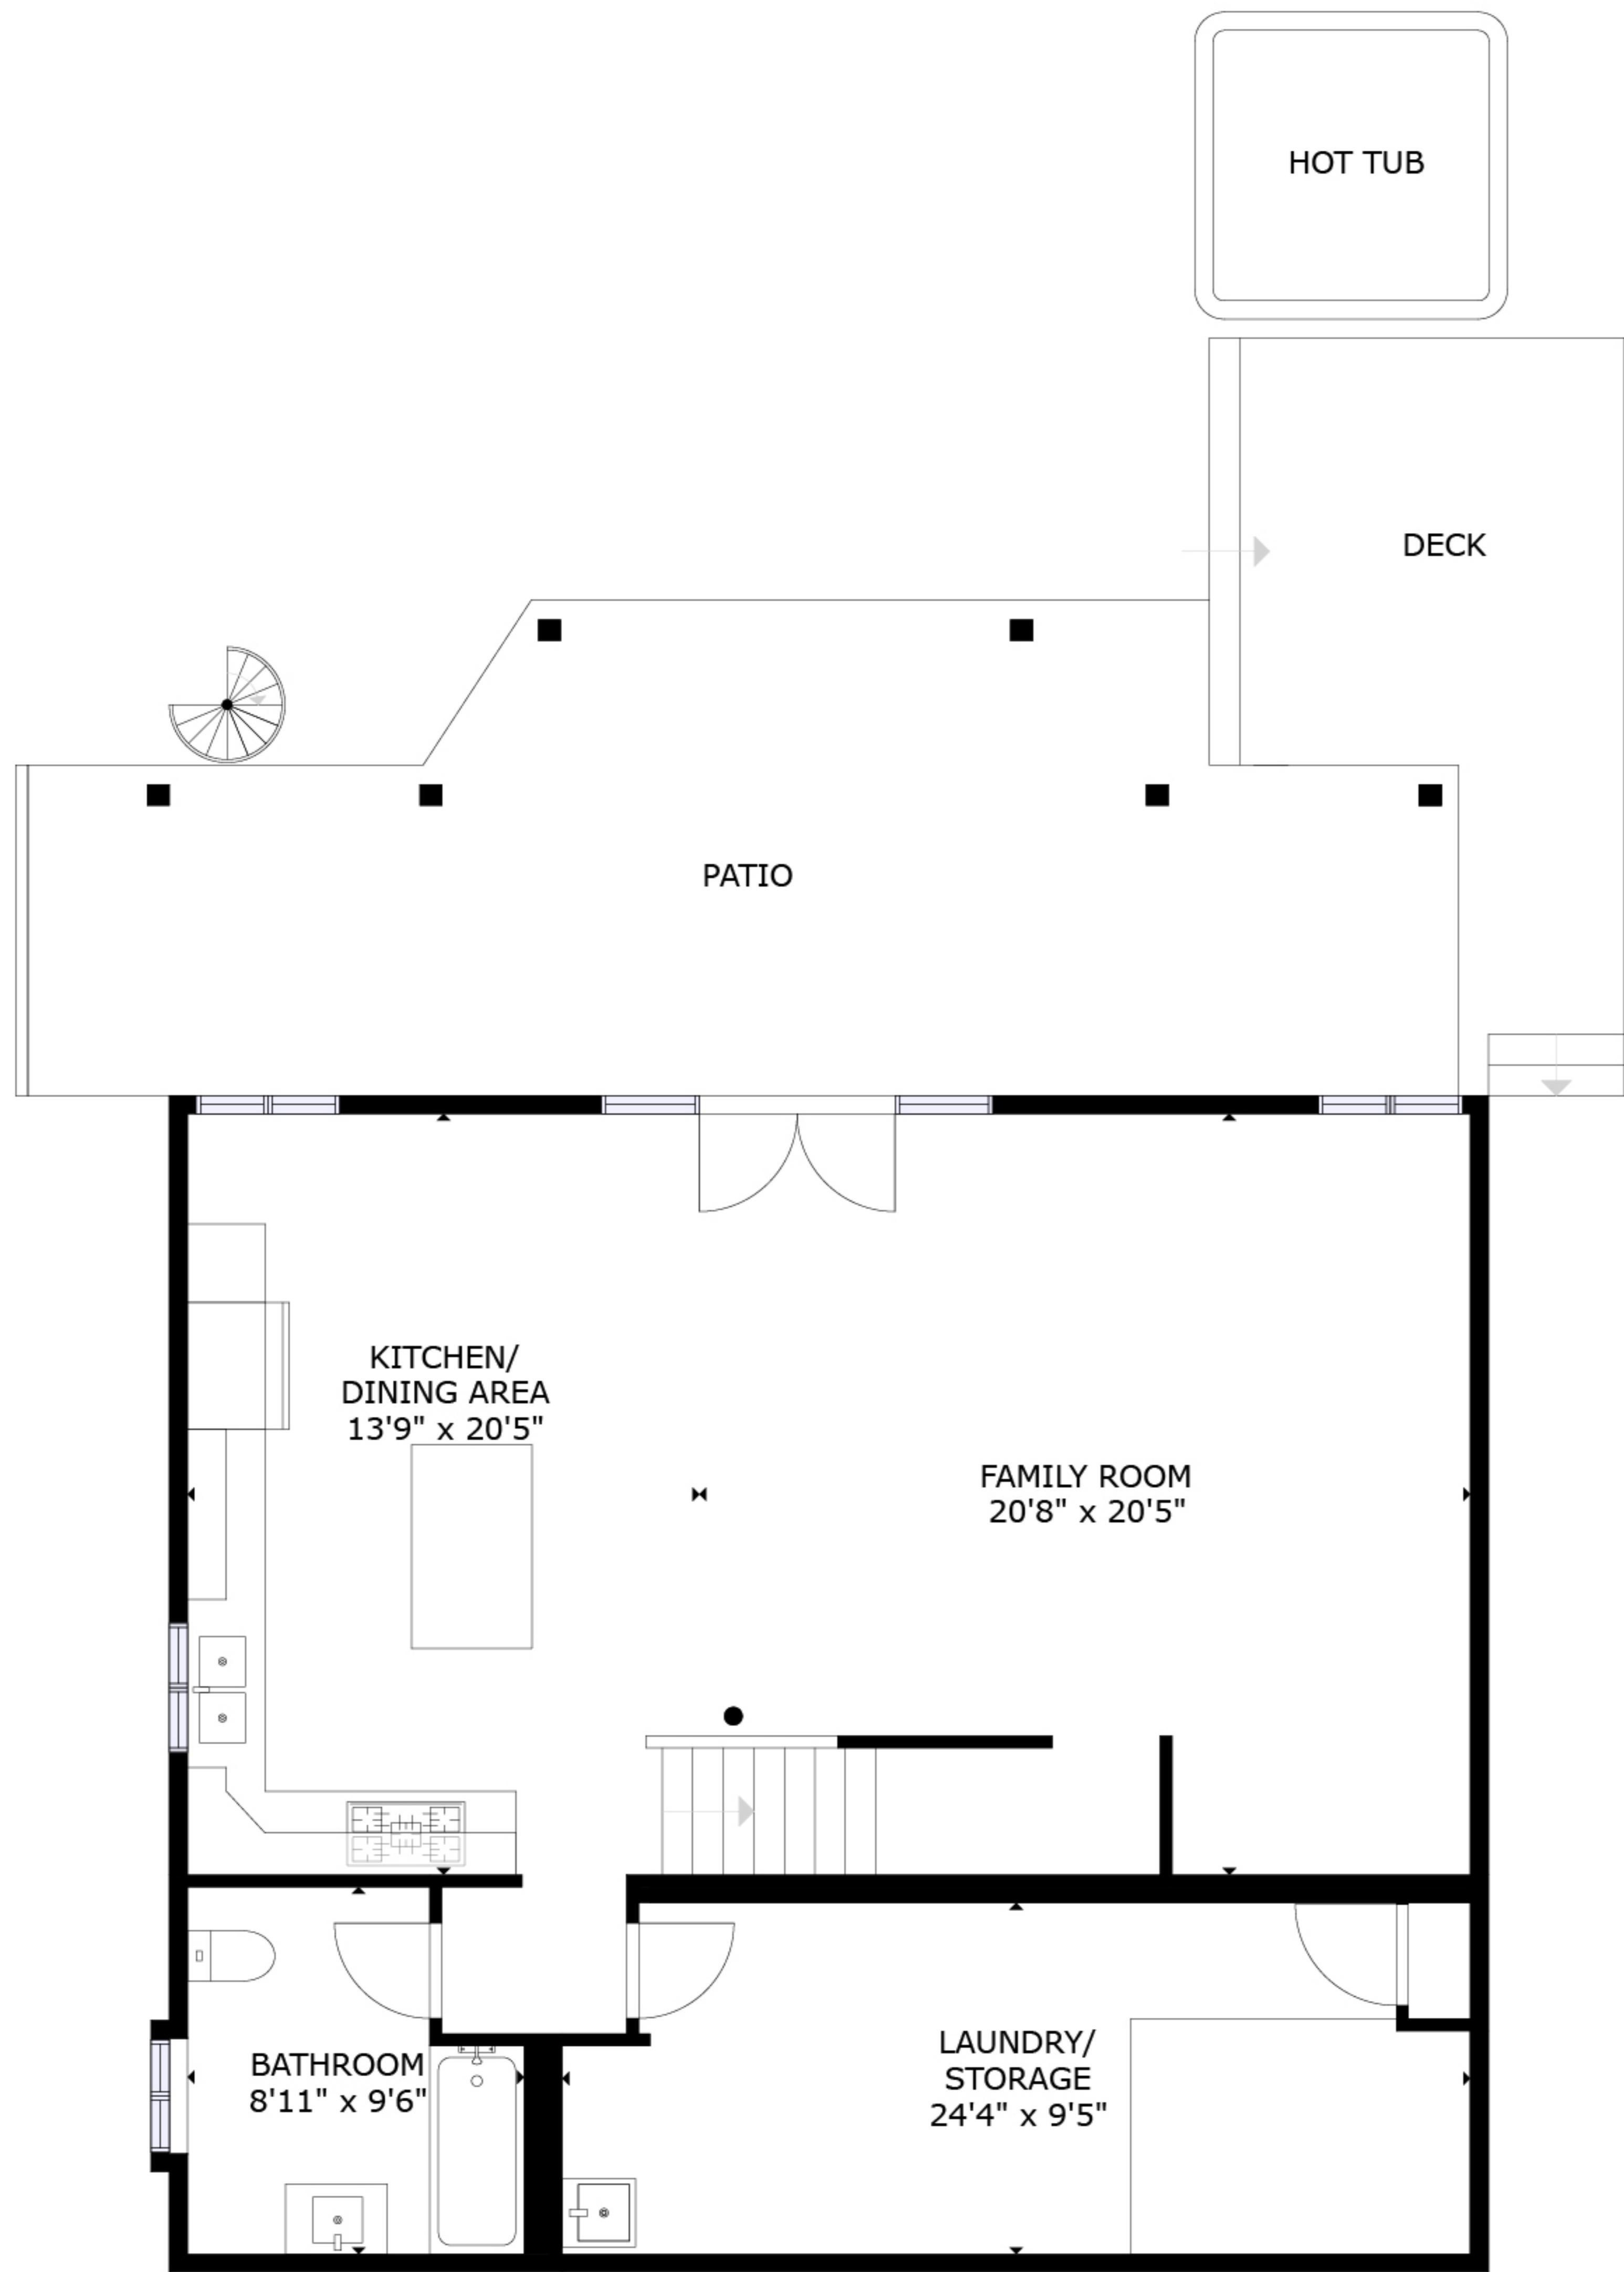 HOT TUB
DECK
PATIO
KITCHEN/
DINING AREA
13'9" x 20'5"
FAMILY ROOM
20'8" x 20'5"
BATHROOM
8'11" x 9'6"
LAUNDRY/
STORAGE
24'4" x 9'5"